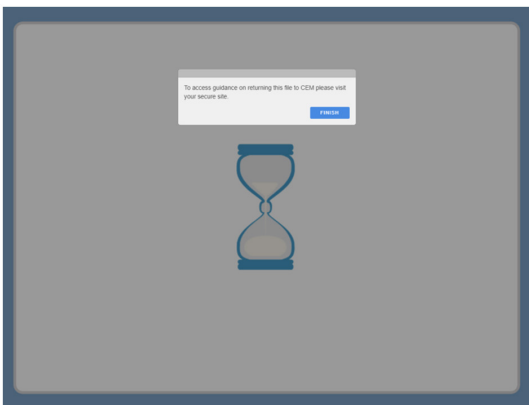 To access guidance on returning this file to CEM please visit
your secure site.
FINISH